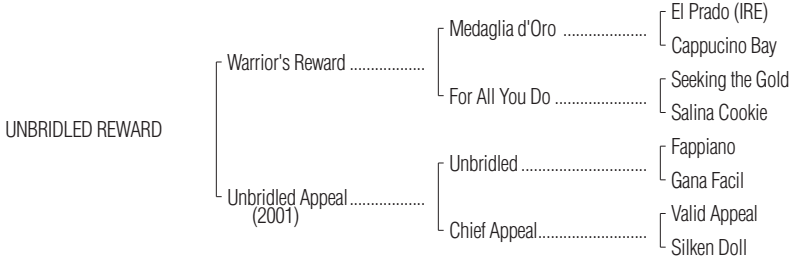 El Prado (IRE)
Medaglia d'Oro .....................
Cappucino Bay
Warrior's Reward ..................
Seeking the Gold
For All You Do ......................
Salina Cookie
UNBRIDLED REWARD
Fappiano
Unbridled ..............................
Gana Facil
Unbridled Appeal..................
(2001)
Valid Appeal
Chief Appeal..........................
Silken Doll